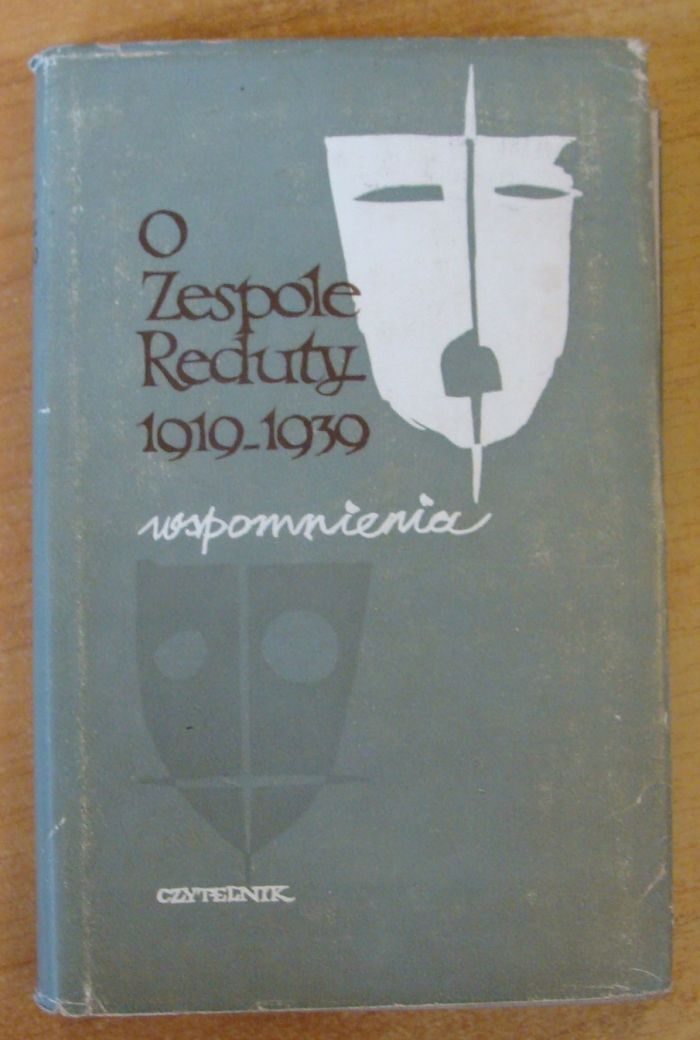 O
Zespole
Reduty
1919-1939
wspomnienia
CZYTELNIK